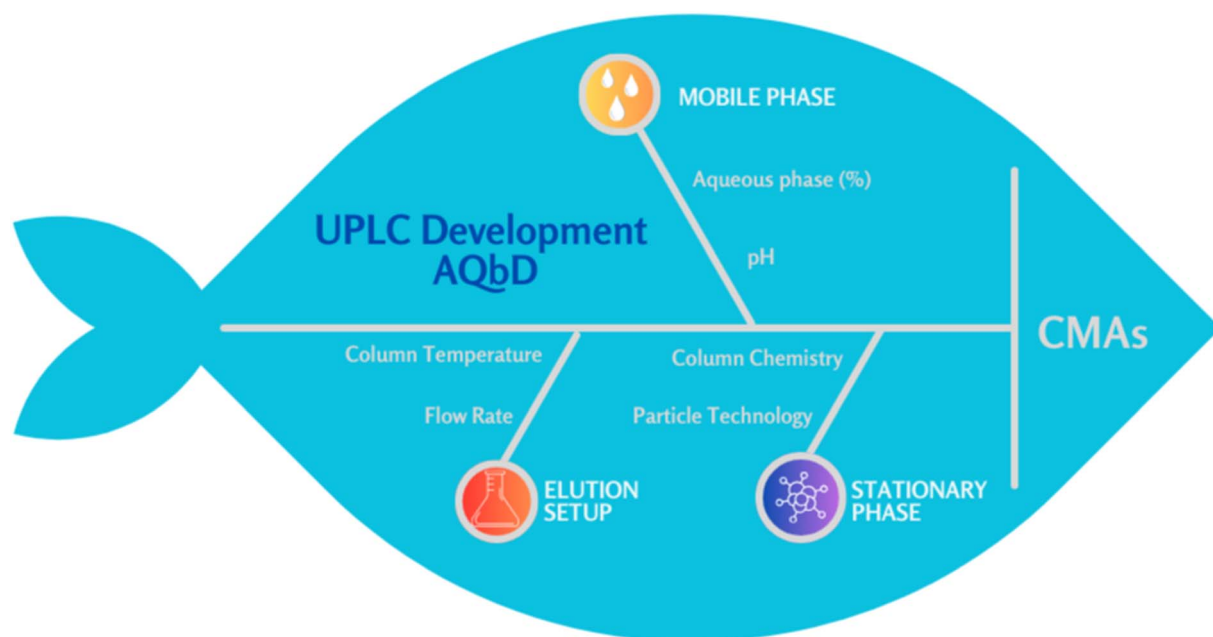 MOBILE PHASE
Aqueous phase (%)
pH
UPLC Development
AQbD
CMAs
Column Temperature
Flow Rate
ELUTION
SETUP
Column Chemistry
Particle Technology
STATIONARY
PHASE